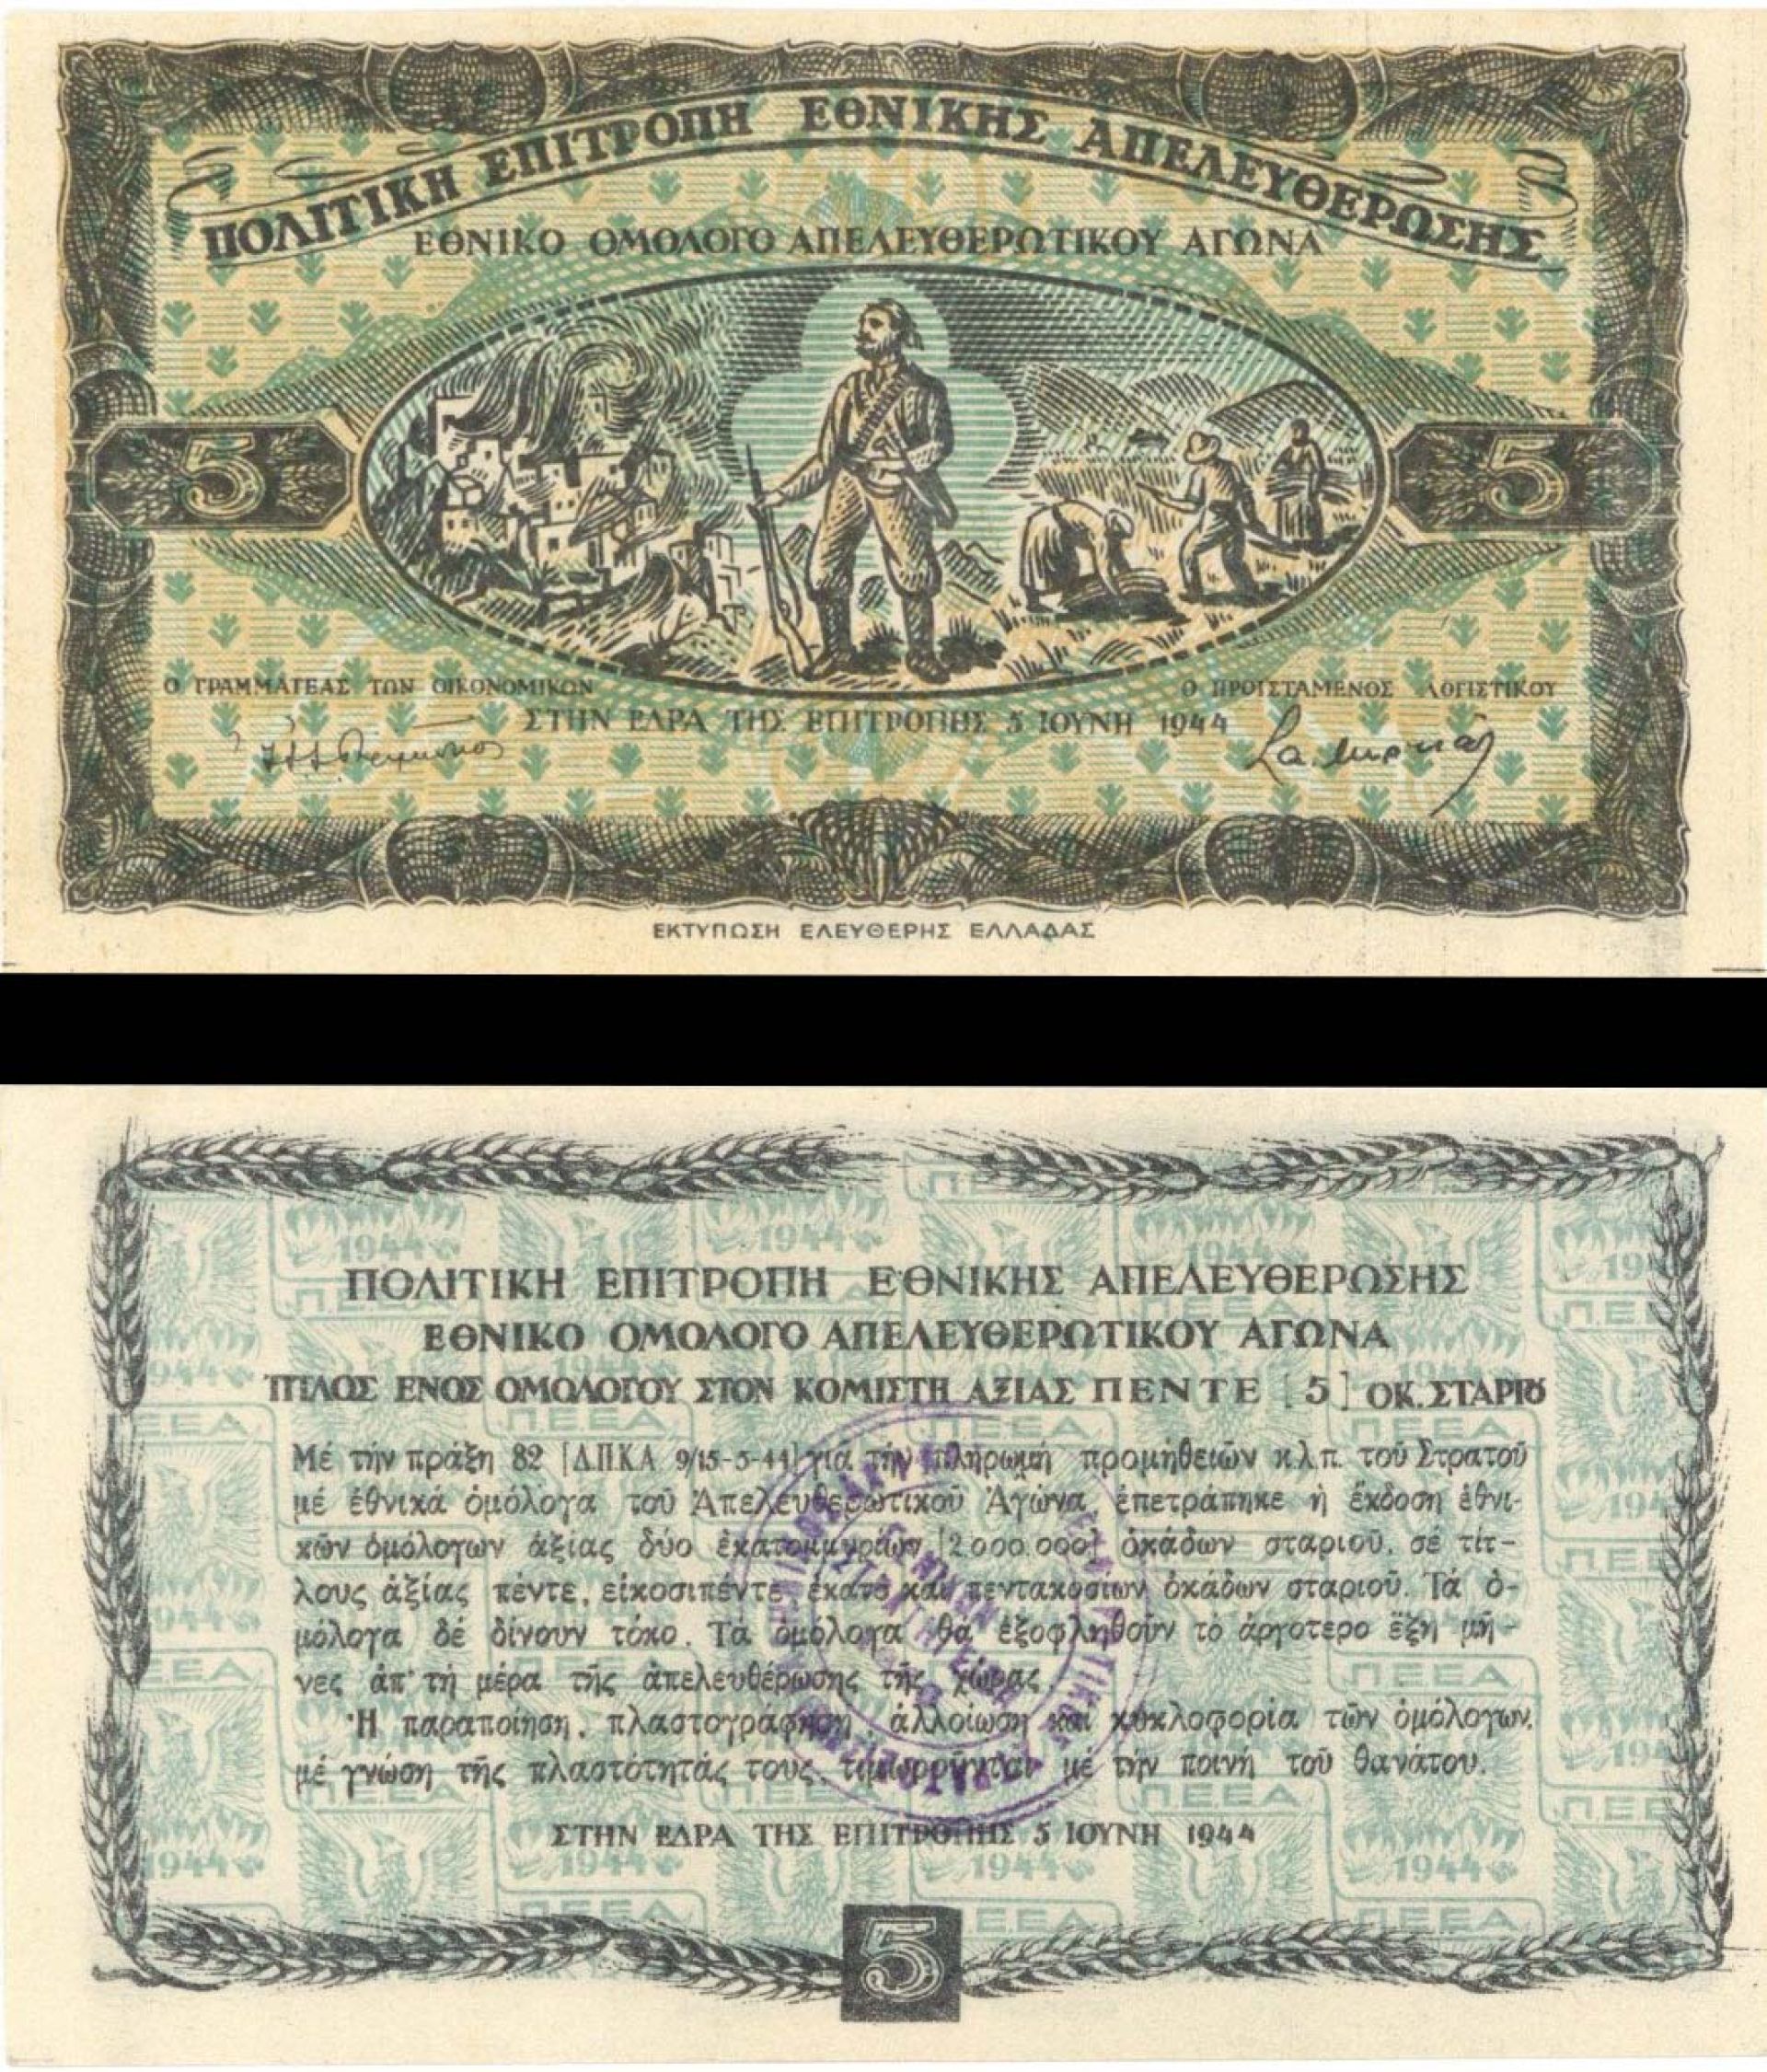 ΠΟΛΙΤΙΚΗ ΕΠΙΤΡΟΠΗ ΕΘΝΙΚΗΣ ΑΠΕΛΕΥΘΕΡΩΣΗΣ
ΕΘΝΙΚΟ ΟΜΟΛΟΓΟ ΑΠΕΛΕΥΘΕΡΩΤΙΚΟΥ ΑΓΩΝΑ
5 5
Ο ΓΡΑΜΜΑΤΕΑΣ ΤΩΝ ΟΙΚΟΝΟΜΙΚΩΝ Ο ΠΡΟΪΣΤΑΜΕΝΟΣ ΛΟΓΙΣΤΙΚΟΥ
ΣΤΗΝ ΕΔΡΑ ΤΗΣ ΕΠΙΤΡΟΠΗΣ 5 ΙΟΥΝΗ 1944
ΕΚΤΥΠΩΣΗ ΕΛΕΥΘΕΡΗΣ ΕΛΛΑΔΑΣ
ΠΟΛΙΤΙΚΗ ΕΠΙΤΡΟΠΗ ΕΘΝΙΚΗΣ ΑΠΕΛΕΥΘΕΡΩΣΗΣ
ΕΘΝΙΚΟ ΟΜΟΛΟΓΟ ΑΠΕΛΕΥΘΕΡΩΤΙΚΟΥ ΑΓΩΝΑ
ΤΙΤΛΟΣ ΕΝΟΣ ΟΜΟΛΟΓΟΥ ΣΤΟΝ ΚΟΜΙΣΤΗ ΑΞΙΑΣ ΠΕΝΤΕ [5] ΟΚ. ΣΤΑΡΙΟΥ
Μέ τήν πράξη 82 [Δ.Π.Κ.Α. 9/15-5-44] γιά τήν πληρωμή προμηθειῶν κ.λ.π. τοῦ Στρατοῦ
μέ ἐθνικά ὁμόλογα τοῦ Ἀπελευθερωτικοῦ Ἀγώνα, ἐπετράπηκε ἡ ἔκδοση ἐθνι-
κῶν ὁμόλογων ἀξίας δύο ἑκατομμυρίων [2.000.000] ὀκάδων σταριοῦ, σέ τίτ-
λους ἀξίας πέντε, εἰκοσιπέντε, ἑκατό καί πεντακοσίων ὀκάδων σταριοῦ. Τά ὁ-
μόλογα δέ δίνουν τόκο. Τά ὁμόλογα θά ἐξοφληθοῦν τό ἀργοτερο ἕξη μῆ-
νες ἀπ' τή μέρα τῆς ἀπελευθέρωσης τῆς χώρας.
Ἡ παραποίηση, πλαστογράφηση, ἀλλοίωση καί κυκλοφορία τῶν ὁμόλογων,
μέ γνώση τῆς πλαστότητάς τους, τιμωροῦνται μέ τήν ποινή τοῦ θανάτου.
ΣΤΗΝ ΕΔΡΑ ΤΗΣ ΕΠΙΤΡΟΠΗΣ 5 ΙΟΥΝΗ 1944
5